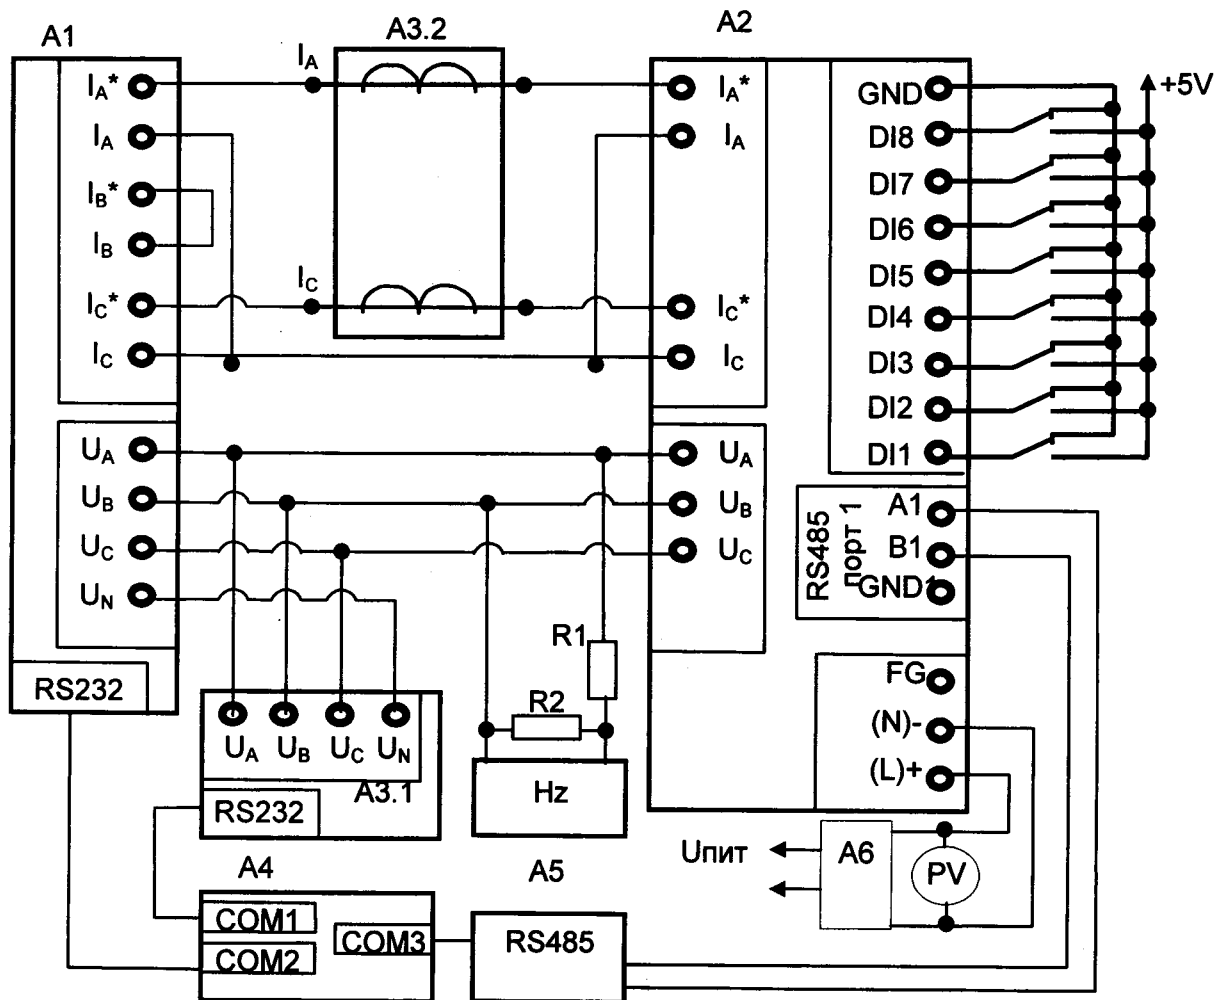 A1
A3.2
A2
I_A* 
I_A
I_B*
I_B
I_C*
I_C
U_A
U_B
U_C
U_N
RS232
I_A
I_C
I_A*
I_A
I_C*
I_C
U_A
U_B
U_C
GND
DI8
DI7
DI6
DI5
DI4
DI3
DI2
DI1
+5V
RS485
порт 1
A1
B1
GND1
FG
(N)-
(L)+
R1
R2
Hz
U_A U_B U_C U_N
A3.1
RS232
Uпит
A6
PV
A4
A5
COM1
COM2
COM3
RS485